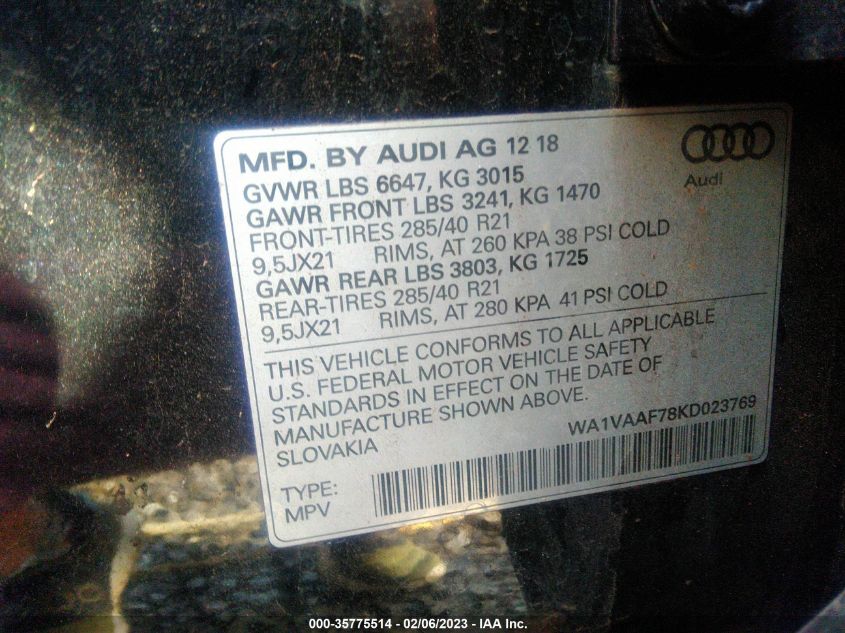 MFD. BY AUDI AG 12 18
Audi
GVWR LBS 6647, KG 3015
GAWR FRONT LBS 3241, KG 1470
FRONT-TIRES 285/40 R21
9,5JX21 RIMS, AT 260 KPA 38 PSI COLD
GAWR REAR LBS 3803, KG 1725
REAR-TIRES 285/40 R21
9,5JX21 RIMS, AT 280 KPA 41 PSI COLD
THIS VEHICLE CONFORMS TO ALL APPLICABLE
U.S. FEDERAL MOTOR VEHICLE SAFETY
STANDARDS IN EFFECT ON THE DATE OF
MANUFACTURE SHOWN ABOVE.
SLOVAKIA WA1VAAF78KD023769
TYPE:
MPV
000-35775514 - 02/06/2023 - IAA Inc.